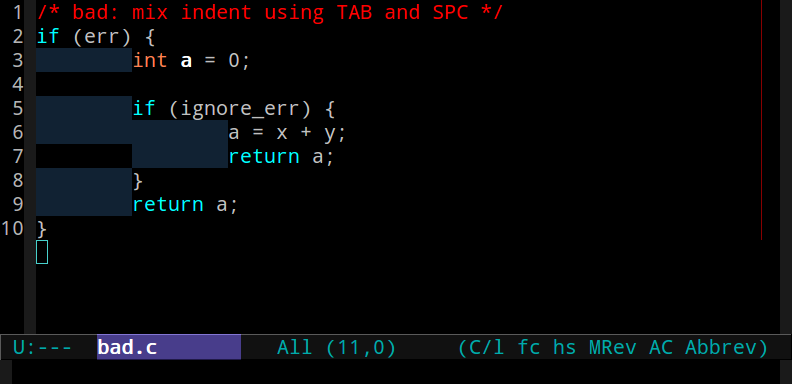 1 /* bad: mix indent using TAB and SPC */
2 if (err) {
3         int a = 0;
4
5         if (ignore_err) {
6                 a = x + y;
7                 return a;
8         }
9         return a;
10 }
U:---  bad.c          All (11,0)     (C/l fc hs MRev AC Abbrev)